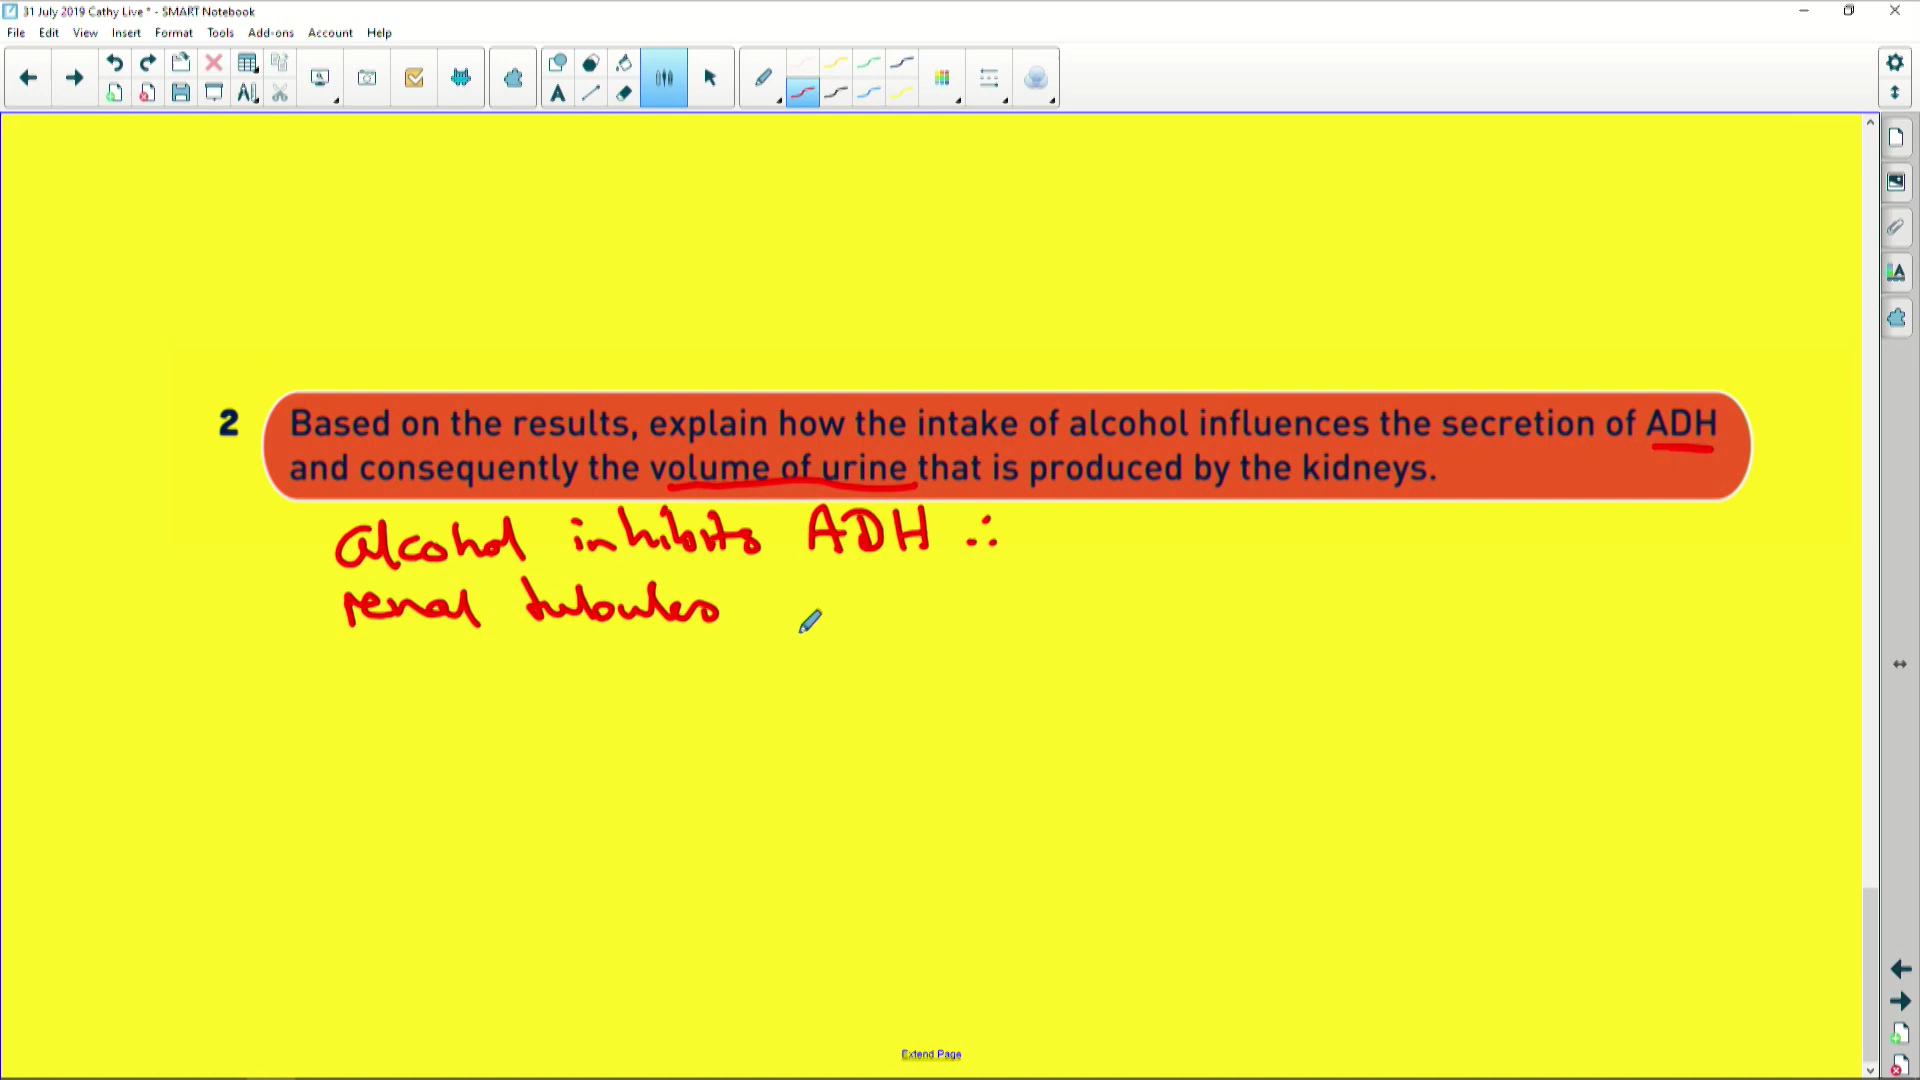 31 July 2019 Cathy Live * - SMART Notebook
File Edit View Insert Format Tools Add-ons Account Help
2 Based on the results, explain how the intake of alcohol influences the secretion of ADH
and consequently the volume of urine that is produced by the kidneys.
alcohol inhibits ADH ∴
renal tubules
Extend Page